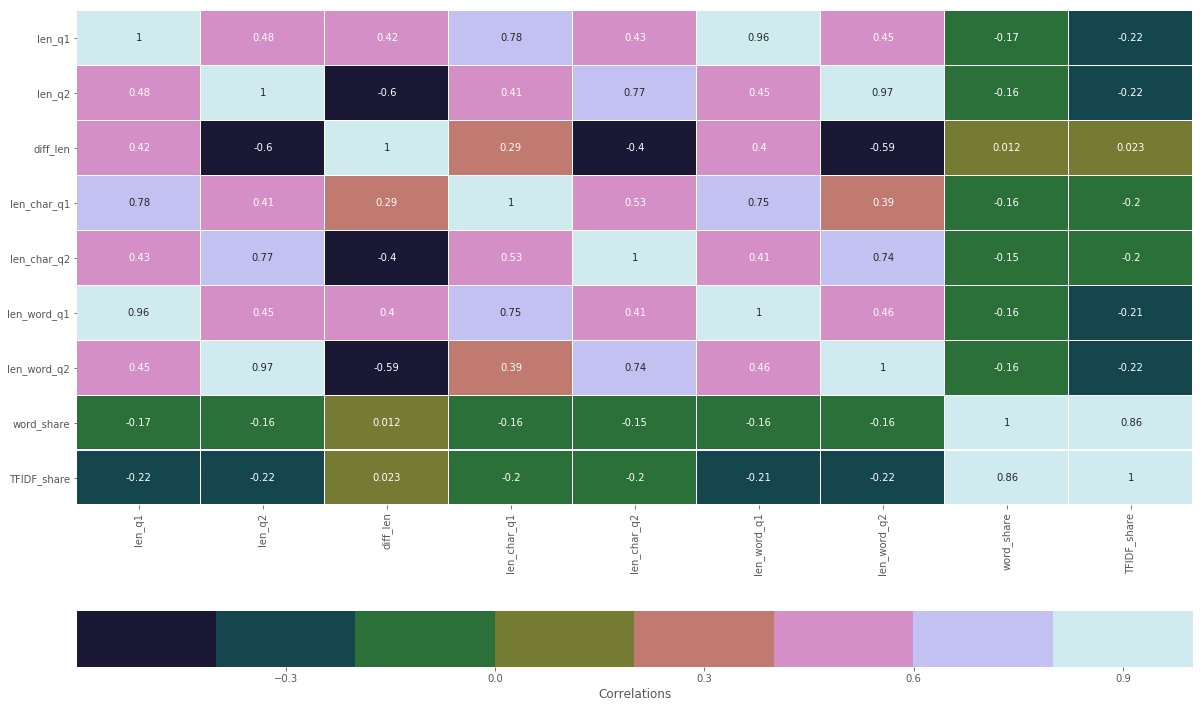 len_q1 1 0.48 0.42 0.78 0.43 0.96 0.45 -0.17 -0.22
len_q2 0.48 1 -0.6 0.41 0.77 0.45 0.97 -0.16 -0.22
diff_len 0.42 -0.6 1 0.29 -0.4 0.4 -0.59 0.012 0.023
len_char_q1 0.78 0.41 0.29 1 0.53 0.75 0.39 -0.16 -0.2
len_char_q2 0.43 0.77 -0.4 0.53 1 0.41 0.74 -0.15 -0.2
len_word_q1 0.96 0.45 0.4 0.75 0.41 1 0.46 -0.16 -0.21
len_word_q2 0.45 0.97 -0.59 0.39 0.74 0.46 1 -0.16 -0.22
word_share -0.17 -0.16 0.012 -0.16 -0.15 -0.16 -0.16 1 0.86
TFIDF_share -0.22 -0.22 0.023 -0.2 -0.2 -0.21 -0.22 0.86 1
len_q1 len_q2 diff_len len_char_q1 len_char_q2 len_word_q1 len_word_q2 word_share TFIDF_share
−0.3 0.0 0.3 0.6 0.9
Correlations